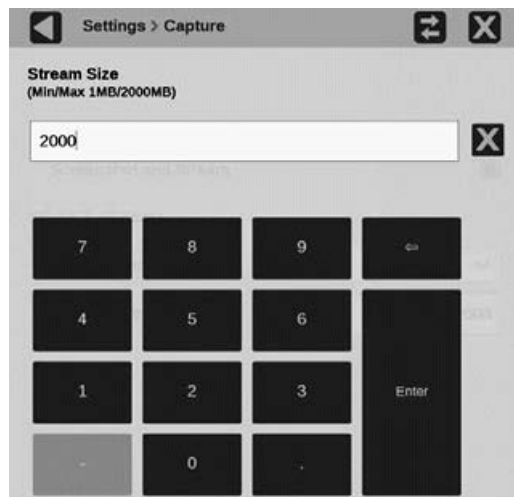 Settings > Capture
Stream Size
(Min/Max 1MB/2000MB)
2000
7 8 9 ⇦
4 5 6
1 2 3 Enter
- 0 .